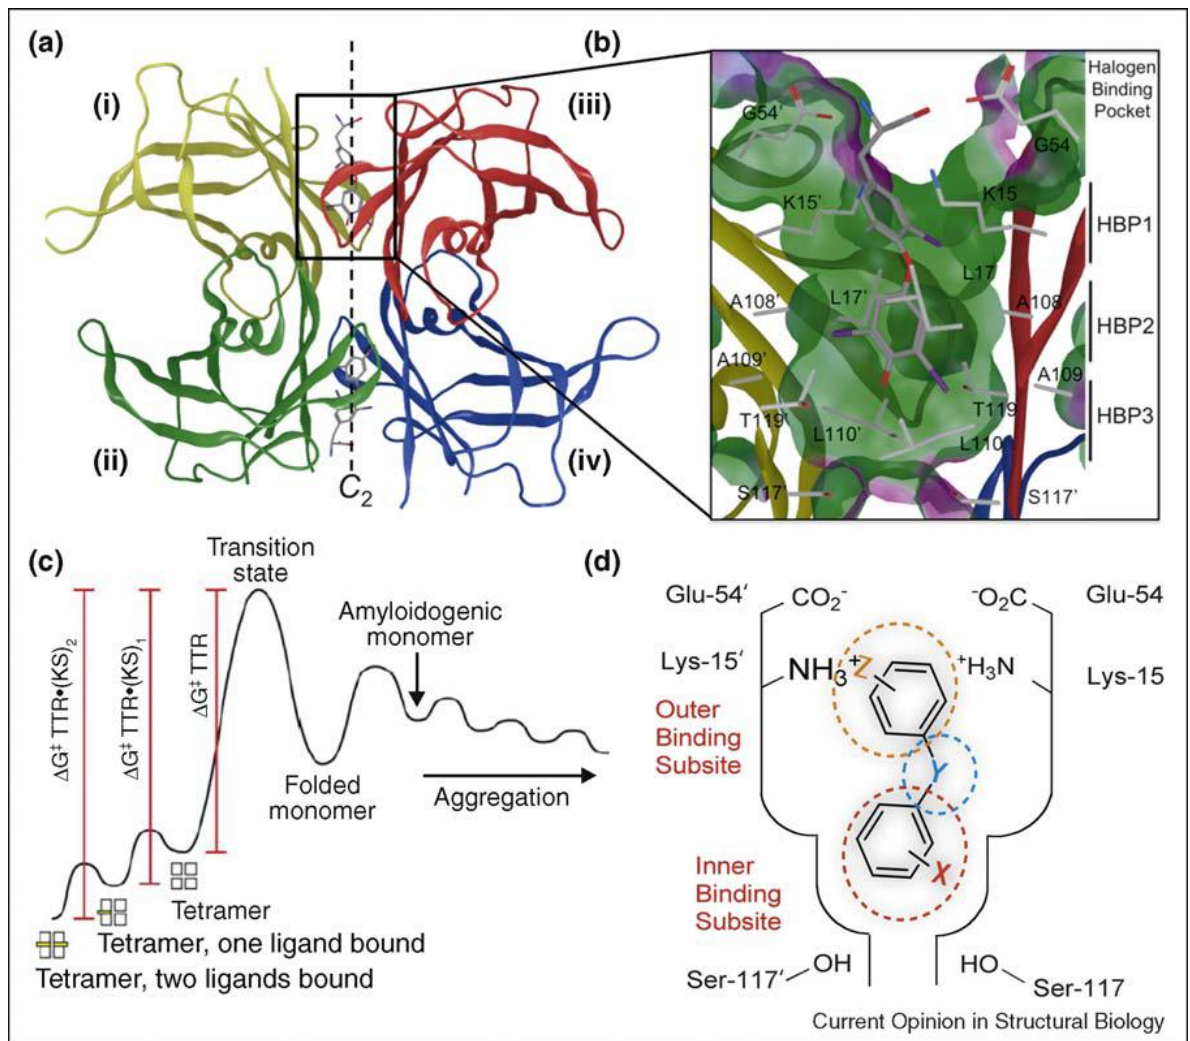 (a)
(i)
(iii)
(ii)
(iv)
C2
(b)
Halogen
Binding
Pocket
G54'
G54
K15'
K15
HBP1
L17
L17'
A108'
A108
HBP2
A109'
A109
T119'
T119
HBP3
L110'
L110
S117
S117'
(c)
Transition
state
Amyloidogenic
monomer
ΔG‡ TTR•(KS)2
ΔG‡ TTR•(KS)1
ΔG‡ TTR
Folded
monomer
Aggregation
Tetramer
Tetramer, one ligand bound
Tetramer, two ligands bound
(d)
Glu-54‘
CO2-
-O2C
Glu-54
Lys-15‘
NH3+
Z
+H3N
Lys-15
Outer
Binding
Subsite
Y
Inner
Binding
Subsite
X
Ser-117‘
OH
HO
Ser-117
Current Opinion in Structural Biology